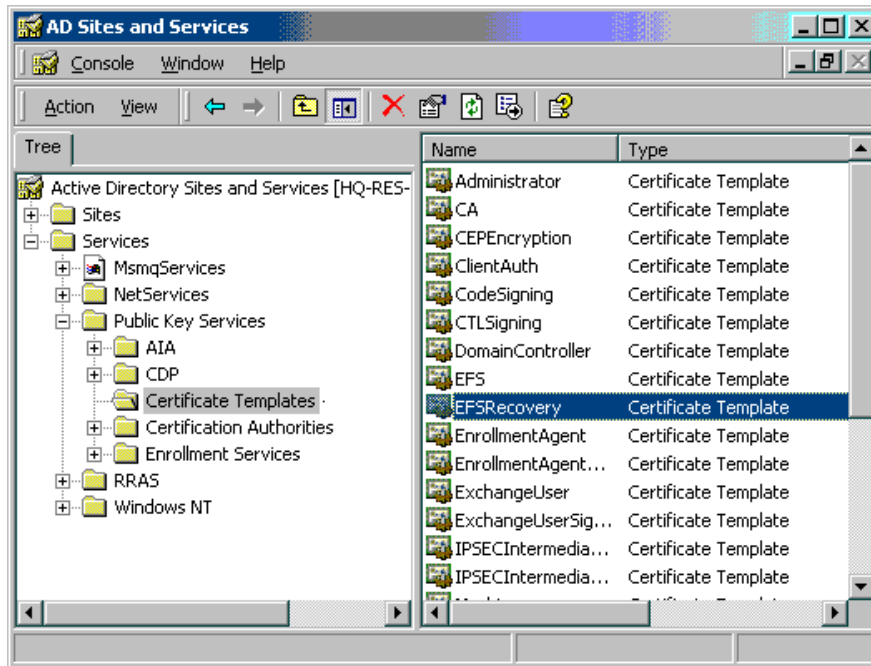 AD Sites and Services
Console Window Help
Action View
Tree
Active Directory Sites and Services [HQ-RES-
Sites
Services
MsmqServices
NetServices
Public Key Services
AIA
CDP
Certificate Templates
Certification Authorities
Enrollment Services
RRAS
Windows NT
Name Type
Administrator Certificate Template
CA Certificate Template
CEPEncryption Certificate Template
ClientAuth Certificate Template
CodeSigning Certificate Template
CTLSigning Certificate Template
DomainController Certificate Template
EFS Certificate Template
EFSRecovery Certificate Template
EnrollmentAgent Certificate Template
EnrollmentAgent... Certificate Template
ExchangeUser Certificate Template
ExchangeUserSig... Certificate Template
IPSECIntermedia... Certificate Template
IPSECIntermedia... Certificate Template